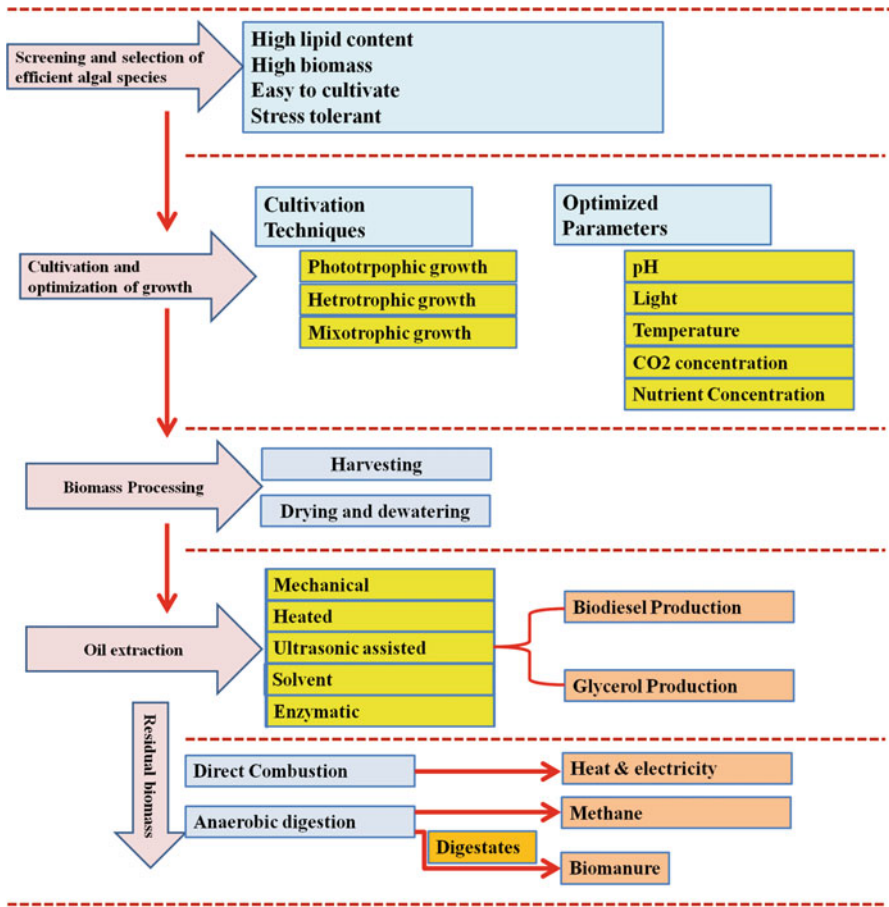 Screening and selection of
efficient algal species
High lipid content
High biomass
Easy to cultivate
Stress tolerant
Cultivation and
optimization of growth
Cultivation
Techniques
Phototrpophic growth
Hetrotrophic growth
Mixotrophic growth
Optimized
Parameters
pH
Light
Temperature
CO2 concentration
Nutrient Concentration
Biomass Processing
Harvesting
Drying and dewatering
Oil extraction
Mechanical
Heated
Ultrasonic assisted
Solvent
Enzymatic
Biodiesel Production
Glycerol Production
Residual biomass
Direct Combustion
Heat & electricity
Anaerobic digestion
Methane
Digestates
Biomanure